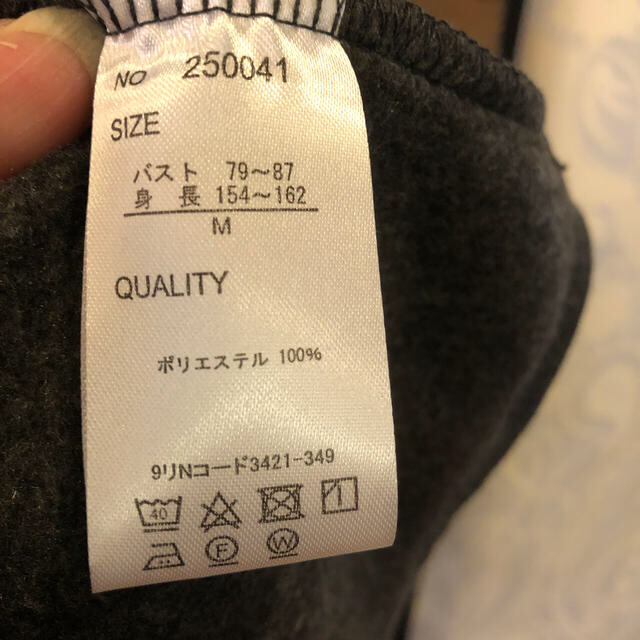 NO 250041
SIZE
バスト 79～87
身 長 154～162
M
QUALITY
ポリエステル 100%
9リNコード3421-349
40
F W